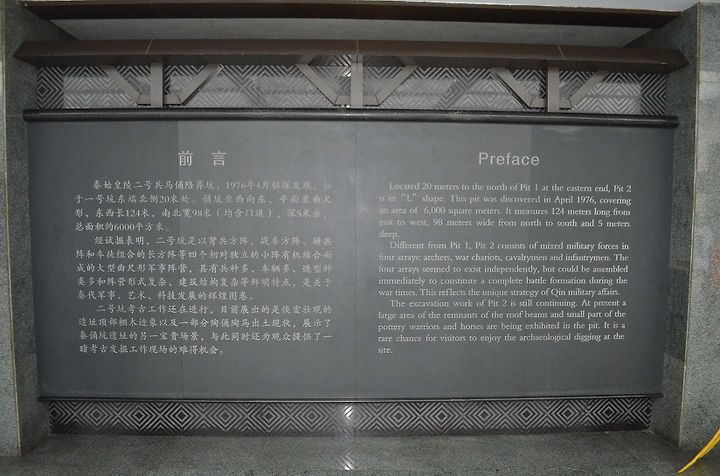 前言
秦始皇陵二号兵马俑陪葬坑，1976年4月钻探发现。位
于一号坑东端北侧20米处。俑坑坐西向东，平面呈曲尺
形，东西长124米，南北宽98米（均含门道），深5米余，
总面积约6000平方米。
经试掘表明，二号坑是以弩兵方阵、战车方阵、骑兵
阵和车徒组合的长方阵等四个相对独立的小阵有机结合而
成的大型曲尺形军事阵营，具有兵种多、车辆多、造型种
类多和阵营形式复杂、建筑结构复杂等鲜明特点，是关于
秦代军事、艺术、科技发展的辉煌图集。
二号坑考古工作还在进行，目前展出的是恢宏壮观的
遗址顶部棚木迹象以及一部分陶俑陶马出土现状，展示了
秦俑坑遗址的另一宝贵场景，与此同时还为观众提供了一
睹考古发掘工作现场的难得机会。
Preface
Located 20 meters to the north of Pit 1 at the eastern end, Pit 2
is in “L” shape. This pit was discovered in April 1976, covering
an area of 6,000 square meters. It measures 124 meters long from
east to west, 98 meters wide from north to south and 5 meters
deep.
Different from Pit 1, Pit 2 consists of mixed military forces in
four arrays: archers, war chariots, cavalrymen and infantrymen. The
four arrays seemed to exist independently, but could be assembled
immediately to constitute a complete battle formation during the
war times. This reflects the unique strategy of Qin military affairs.
The excavation work of Pit 2 is still continuing. At present a
large area of the remnants of the roof beams and small part of the
pottery warriors and horses are being exhibited in the pit. It is a
rare chance for visitors to enjoy the archaeological digging at the
site.